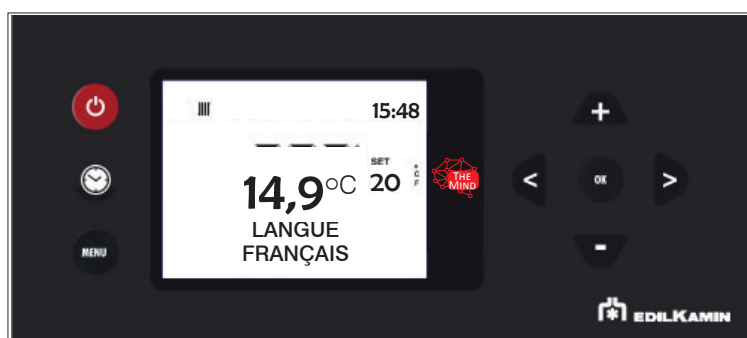 15:48
SET
14,9°C 20 °C F
LANGUE
FRANÇAIS
MENU
THE
MIND
< OK >
+
-
EDILKAMIN